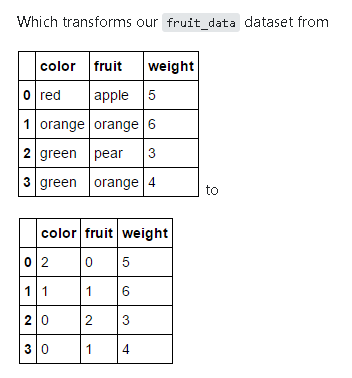 Which transforms our fruit_data dataset from
color fruit weight
0 red apple 5
1 orange orange 6
2 green pear 3
3 green orange 4
to
color fruit weight
0 2 0 5
1 1 1 6
2 0 2 3
3 0 1 4